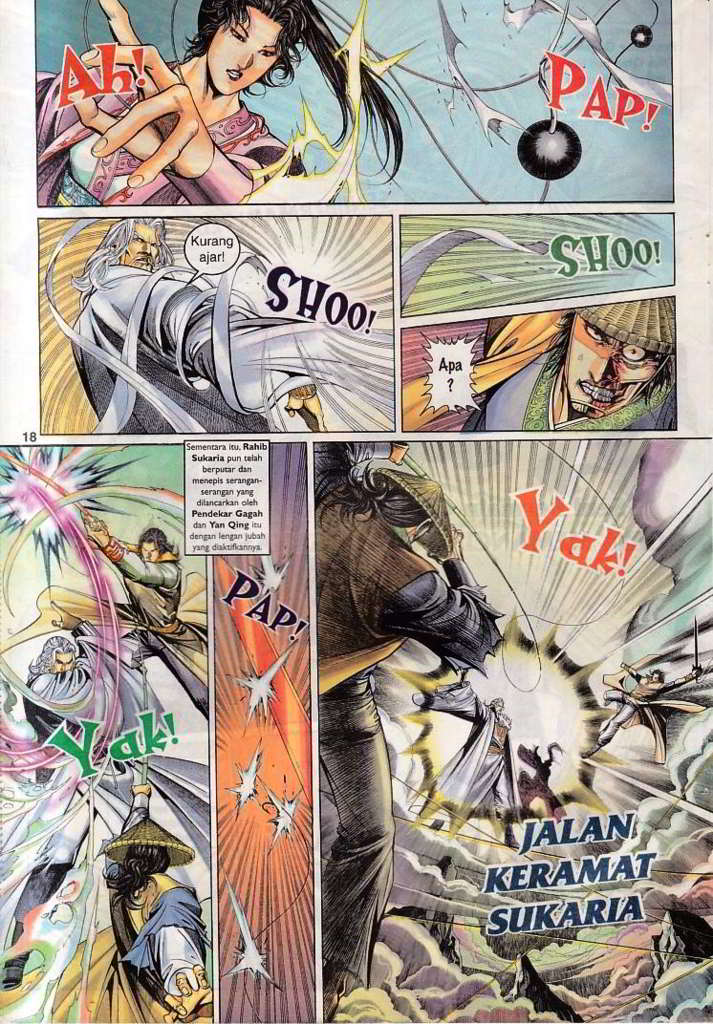 Ah!
PAP!
Kurang
ajar!
SHOO!
SHOO!
Apa
?
18
Sementara itu, Rahib
Sukaria pun telah
berputar dan
menepis serangan-
serangan yang
dilancarkan oleh
Pendekar Gagah
dan Yan Qing itu
dengan lengan jubah
yang diaktifkannya.
Yak!
PAP!
Yak!
JALAN
KERAMAT
SUKARIA